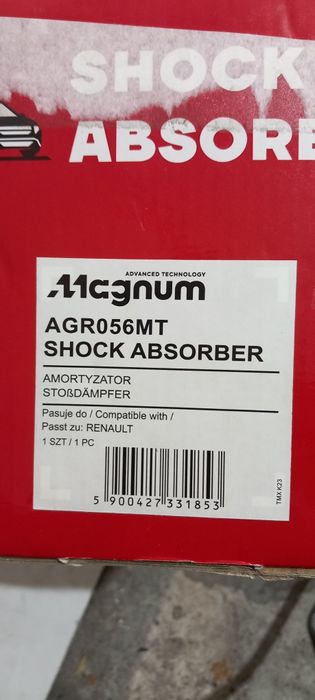 SHOCK
ABSORB
ADVANCED TECHNOLOGY
Magnum
AGR056MT
SHOCK ABSORBER
AMORTYZATOR
STOßDÄMPFER
Pasuje do / Compatible with /
Passt zu: RENAULT
1 SZT / 1 PC
5 900427 331853
TMX K23